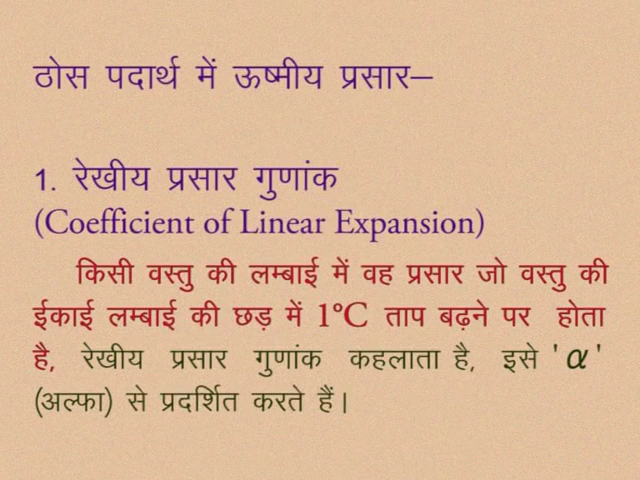 ठोस पदार्थ में ऊष्मीय प्रसार–
1. रेखीय प्रसार गुणांक
(Coefficient of Linear Expansion)
किसी वस्तु की लम्बाई में वह प्रसार जो वस्तु की
ईकाई लम्बाई की छड़ में 1°C ताप बढ़ने पर होता
है, रेखीय प्रसार गुणांक कहलाता है, इसे 'α'
(अल्फा) से प्रदर्शित करते हैं।